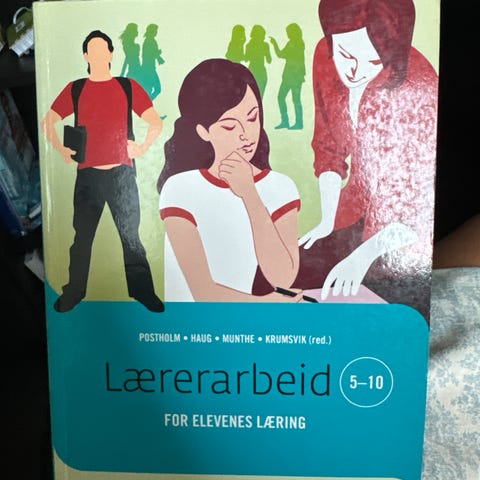 POSTHOLM • HAUG • MUNTHE • KRUMSVIK (red.)
Lærerarbeid 5–10
FOR ELEVENES LÆRING